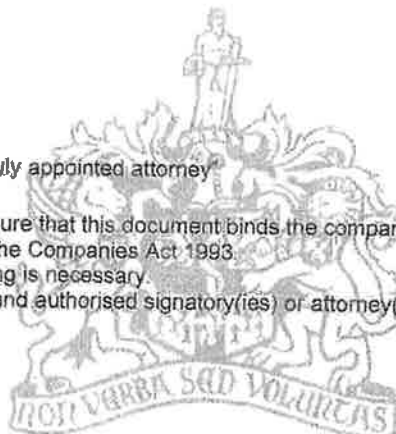 appointed attorney
ure that this document binds the compan
he Companies Act 1993.
ng is necessary.
and authorised signatory(ies) or attorney(
NON VERBA SED VOLUNTAS